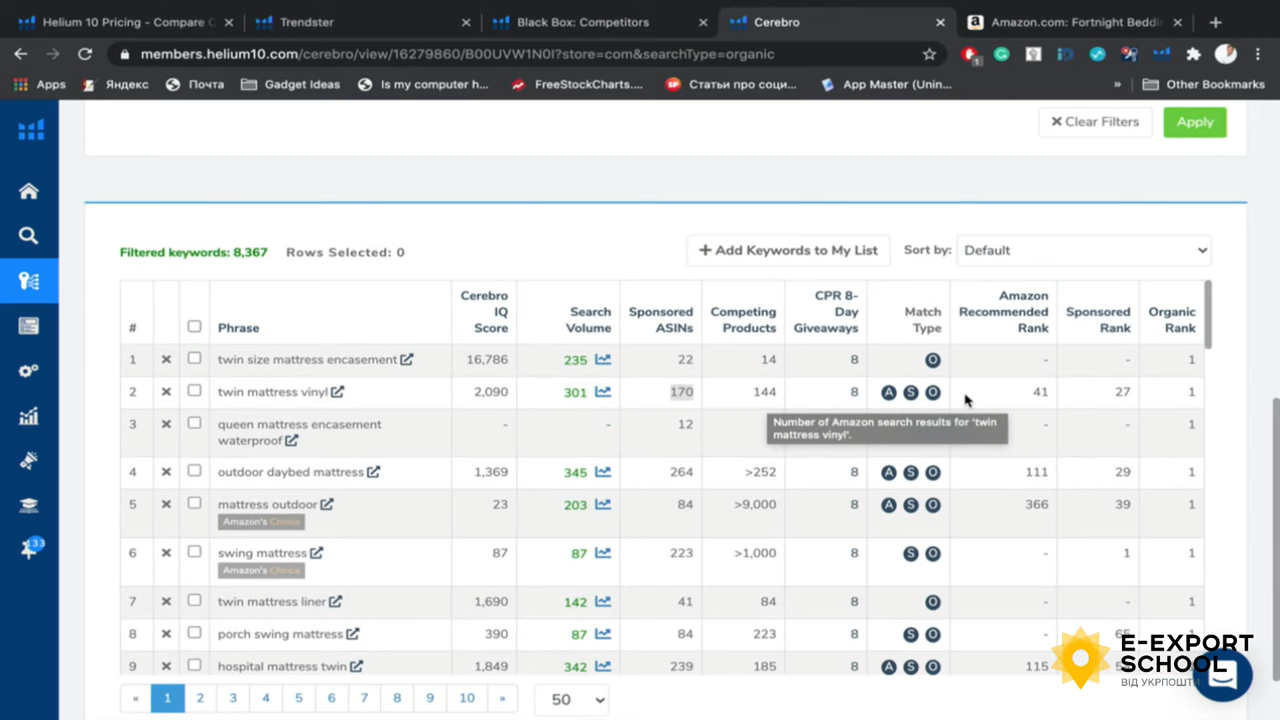 Helium 10 Pricing - Compare C
Trendster
Black Box: Competitors
Cerebro
Amazon.com: Fortnight Beddin
members.helium10.com/cerebro/view/16279860/B00UVW1N0I?store=com&searchType=organic
1
Apps
Яндекс
Почта
Gadget Ideas
Is my computer h...
FreeStockCharts....
Статьи про соци...
App Master (Unin...
»
Other Bookmarks
Clear Filters
Apply
Filtered keywords: 8,367
Rows Selected: 0
+ Add Keywords to My List
Sort by:
Default
# Phrase Cerebro IQ Score Search Volume Sponsored ASINs Competing Products CPR 8-Day Giveaways Match Type Amazon Recommended Rank Sponsored Rank Organic Rank
1 twin size mattress encasement 16,786 235 22 14 8 O - - 1
2 twin mattress vinyl 2,090 301 170 144 8 A S O 41 27 1
3 queen mattress encasement waterproof - - 12 - 1
Number of Amazon search results for 'twin
mattress vinyl'.
4 outdoor daybed mattress 1,369 345 264 >252 8 A S O 111 29 1
5 mattress outdoor 23 203 84 >9,000 8 A S O 366 39 1
Amazon's Choice
6 swing mattress 87 87 223 >1,000 8 S O - 1 1
Amazon's Choice
7 twin mattress liner 1,690 142 41 84 8 O - - 1
8 porch swing mattress 390 87 84 223 8 S O - 65 1
9 hospital mattress twin 1,849 342 239 185 8 A S O 115
133
« 1 2 3 4 5 6 7 8 9 10 »
50
E-EXPORT
SCHOOL
ВІД УКРПОШТИ